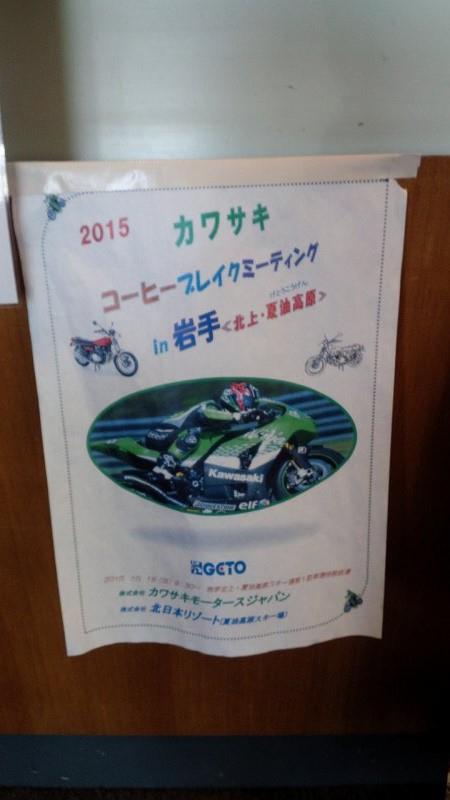 2015 カワサキ
コーヒーブレイクミーティング
げとうこうげん
in 岩手<北上・夏油高原>
Kawasaki
BRIDGESTONE elf
夏油 GETO
株式会社 カワサキモータースジャパン
株式会社 北日本リゾート(夏油高原スキー場)